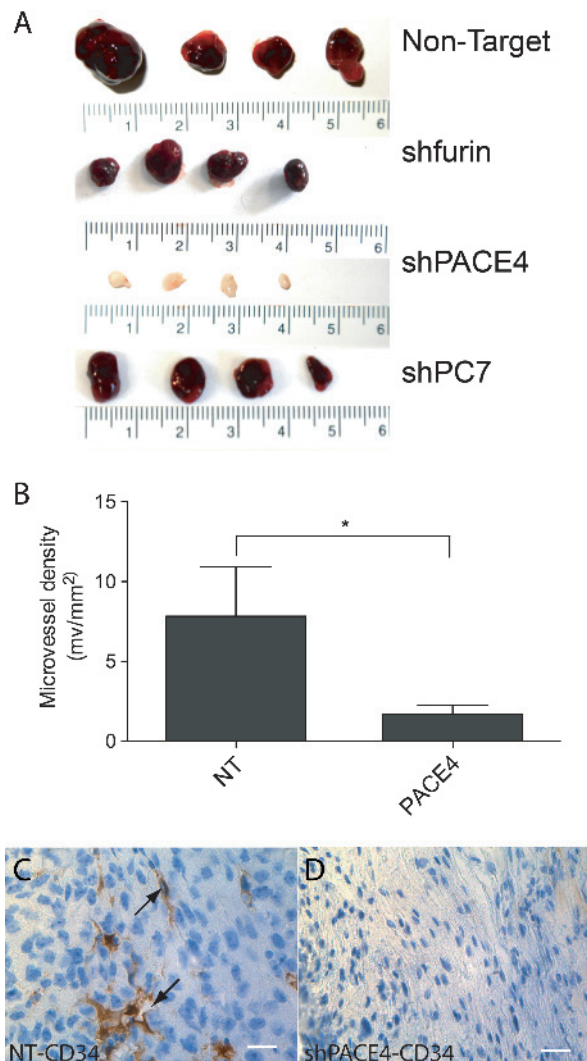 A
Non-Target
1 2 3 4 5 6
shfurin
1 2 3 4 5 6
shPACE4
1 2 3 4 5 6
shPC7
1 2 3 4 5 6
B
15
10
5
0
Microvessel density
(mv/mm²)
*
NT
PACE4
C
NT-CD34
D
shPACE4-CD34